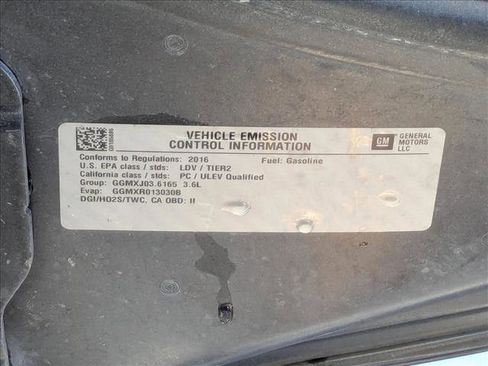 VEHICLE EMISSION
CONTROL INFORMATION
GM
GENERAL
MOTORS
LLC
Conforms to Regulations: 2016 Fuel: Gasoline
U.S. EPA class / stds: LDV / TIER2
California class / stds: PC / ULEV Qualified
Group: GGMXJ03.6165 3.6L
Evap: GGMXR013030B
DGI/HO2S/TWC, CA OBD: II